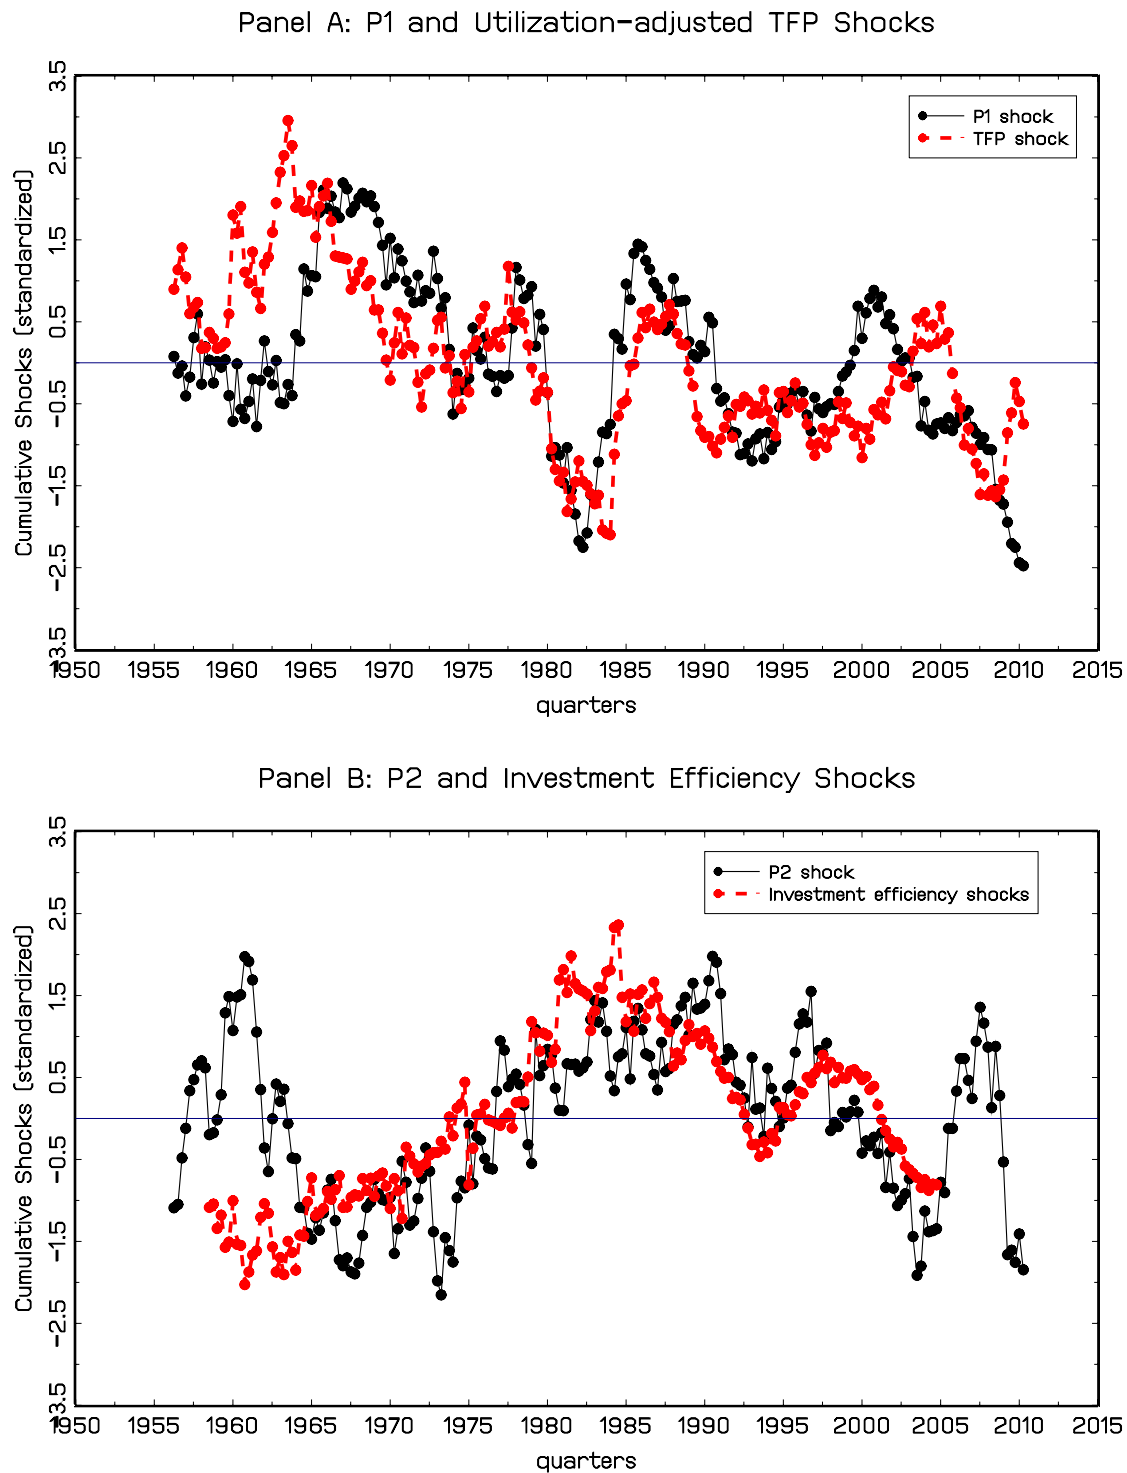 Panel A: P1 and Utilization-adjusted TFP Shocks
Cumulative Shocks (standardized)
3.5
2.5
1.5
0.5
-0.5
-1.5
-2.5
-3.5
P1 shock
TFP shock
1950 1955 1960 1965 1970 1975 1980 1985 1990 1995 2000 2005 2010 2015
quarters
Panel B: P2 and Investment Efficiency Shocks
Cumulative Shocks (standardized)
3.5
2.5
1.5
0.5
-0.5
-1.5
-2.5
-3.5
P2 shock
Investment efficiency shocks
1950 1955 1960 1965 1970 1975 1980 1985 1990 1995 2000 2005 2010 2015
quarters